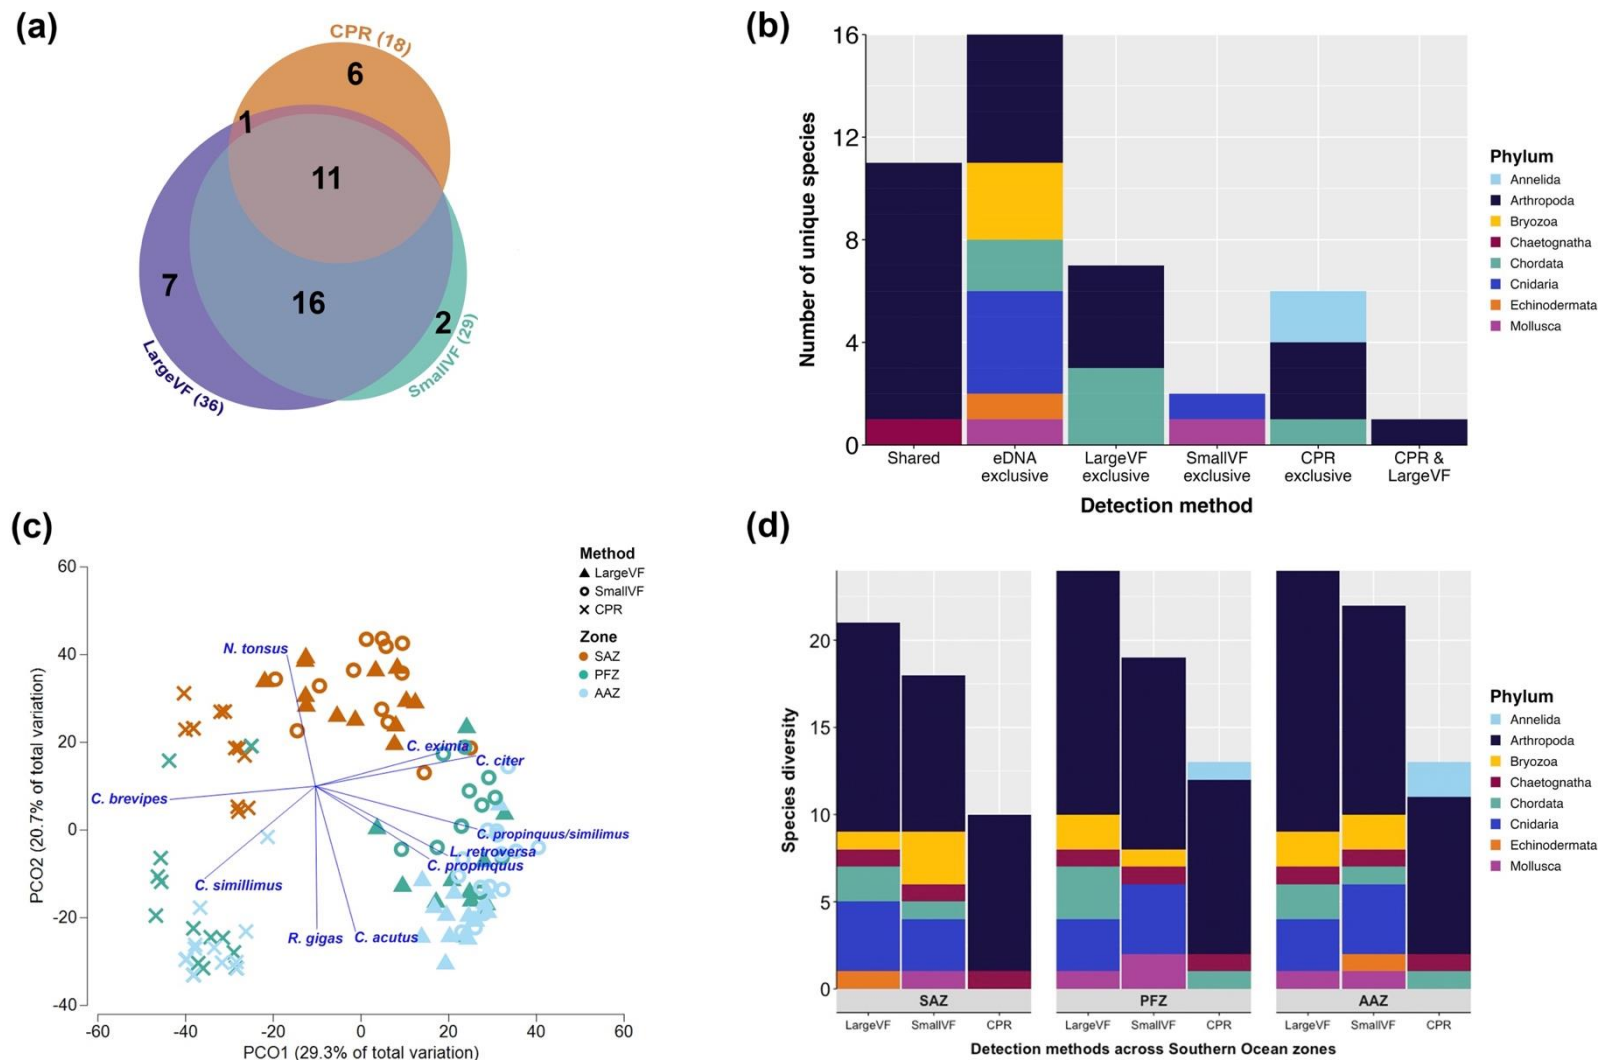 (a)
CPR (18)
6
1
11
7
16
2
LargeVF (36)
SmallVF (29)
(b)
16
12
8
4
0
Number of unique species
Shared
eDNA
exclusive
LargeVF
exclusive
SmallVF
exclusive
CPR
exclusive
CPR &
LargeVF
Detection method
Phylum
Annelida
Arthropoda
Bryozoa
Chaetognatha
Chordata
Cnidaria
Echinodermata
Mollusca
(c)
60
40
20
0
-20
-40
PCO2 (20.7% of total variation)
-60
-40
-20
0
20
40
60
PCO1 (29.3% of total variation)
Method
LargeVF
SmallVF
CPR
Zone
SAZ
PFZ
AAZ
N. tonsus
C. eximia
C. citer
C. brevipes
C. propinquus/similimus
L. retroversa
C. propinquus
C. simillimus
R. gigas
C. acutus
(d)
20
15
10
5
0
Species diversity
SAZ
PFZ
AAZ
LargeVF
SmallVF
CPR
LargeVF
SmallVF
CPR
LargeVF
SmallVF
CPR
Detection methods across Southern Ocean zones
Phylum
Annelida
Arthropoda
Bryozoa
Chaetognatha
Chordata
Cnidaria
Echinodermata
Mollusca